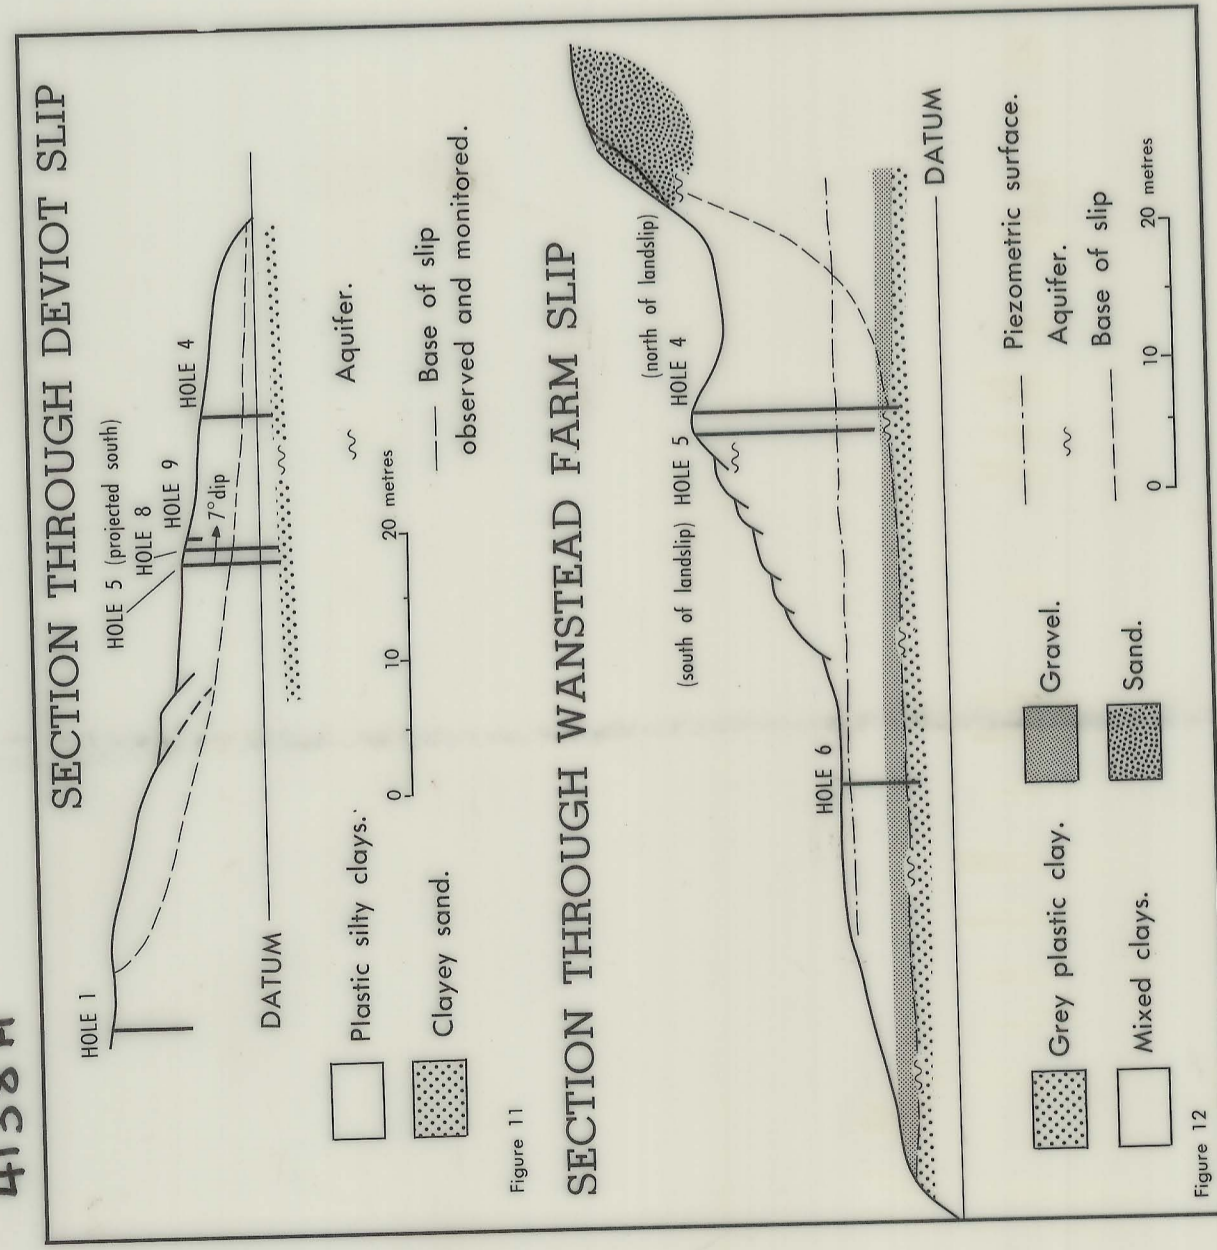 4138A
SECTION THROUGH DEVIOT SLIP
HOLE 1
HOLE 5 (projected south)
HOLE 8
HOLE 9
HOLE 4
7° dip
DATUM
Plastic silty clays.
Clayey sand.
0 10 20 metres
Aquifer.
Base of slip
observed and monitored.
Figure 11
SECTION THROUGH WANSTEAD FARM SLIP
(south of landslip) HOLE 5
(north of landslip)
HOLE 4
HOLE 6
DATUM
Grey plastic clay.
Mixed clays.
Gravel.
Sand.
Piezometric surface.
Aquifer.
Base of slip
0 10 20 metres
Figure 12